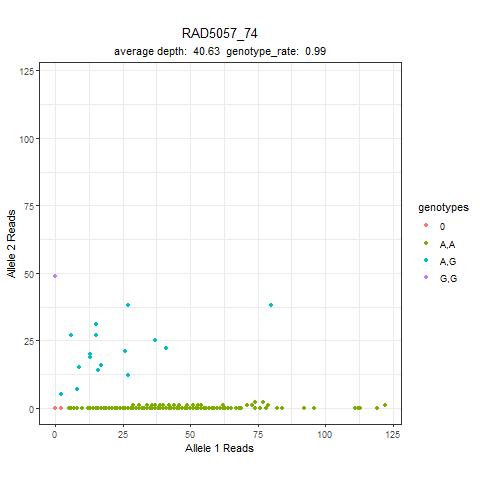 RAD5057_74
average depth:  40.63  genotype_rate:  0.99
125
100
75
50
25
0
Allele 2 Reads
0 25 50 75 100 125
Allele 1 Reads
genotypes
0
A,A
A,G
G,G